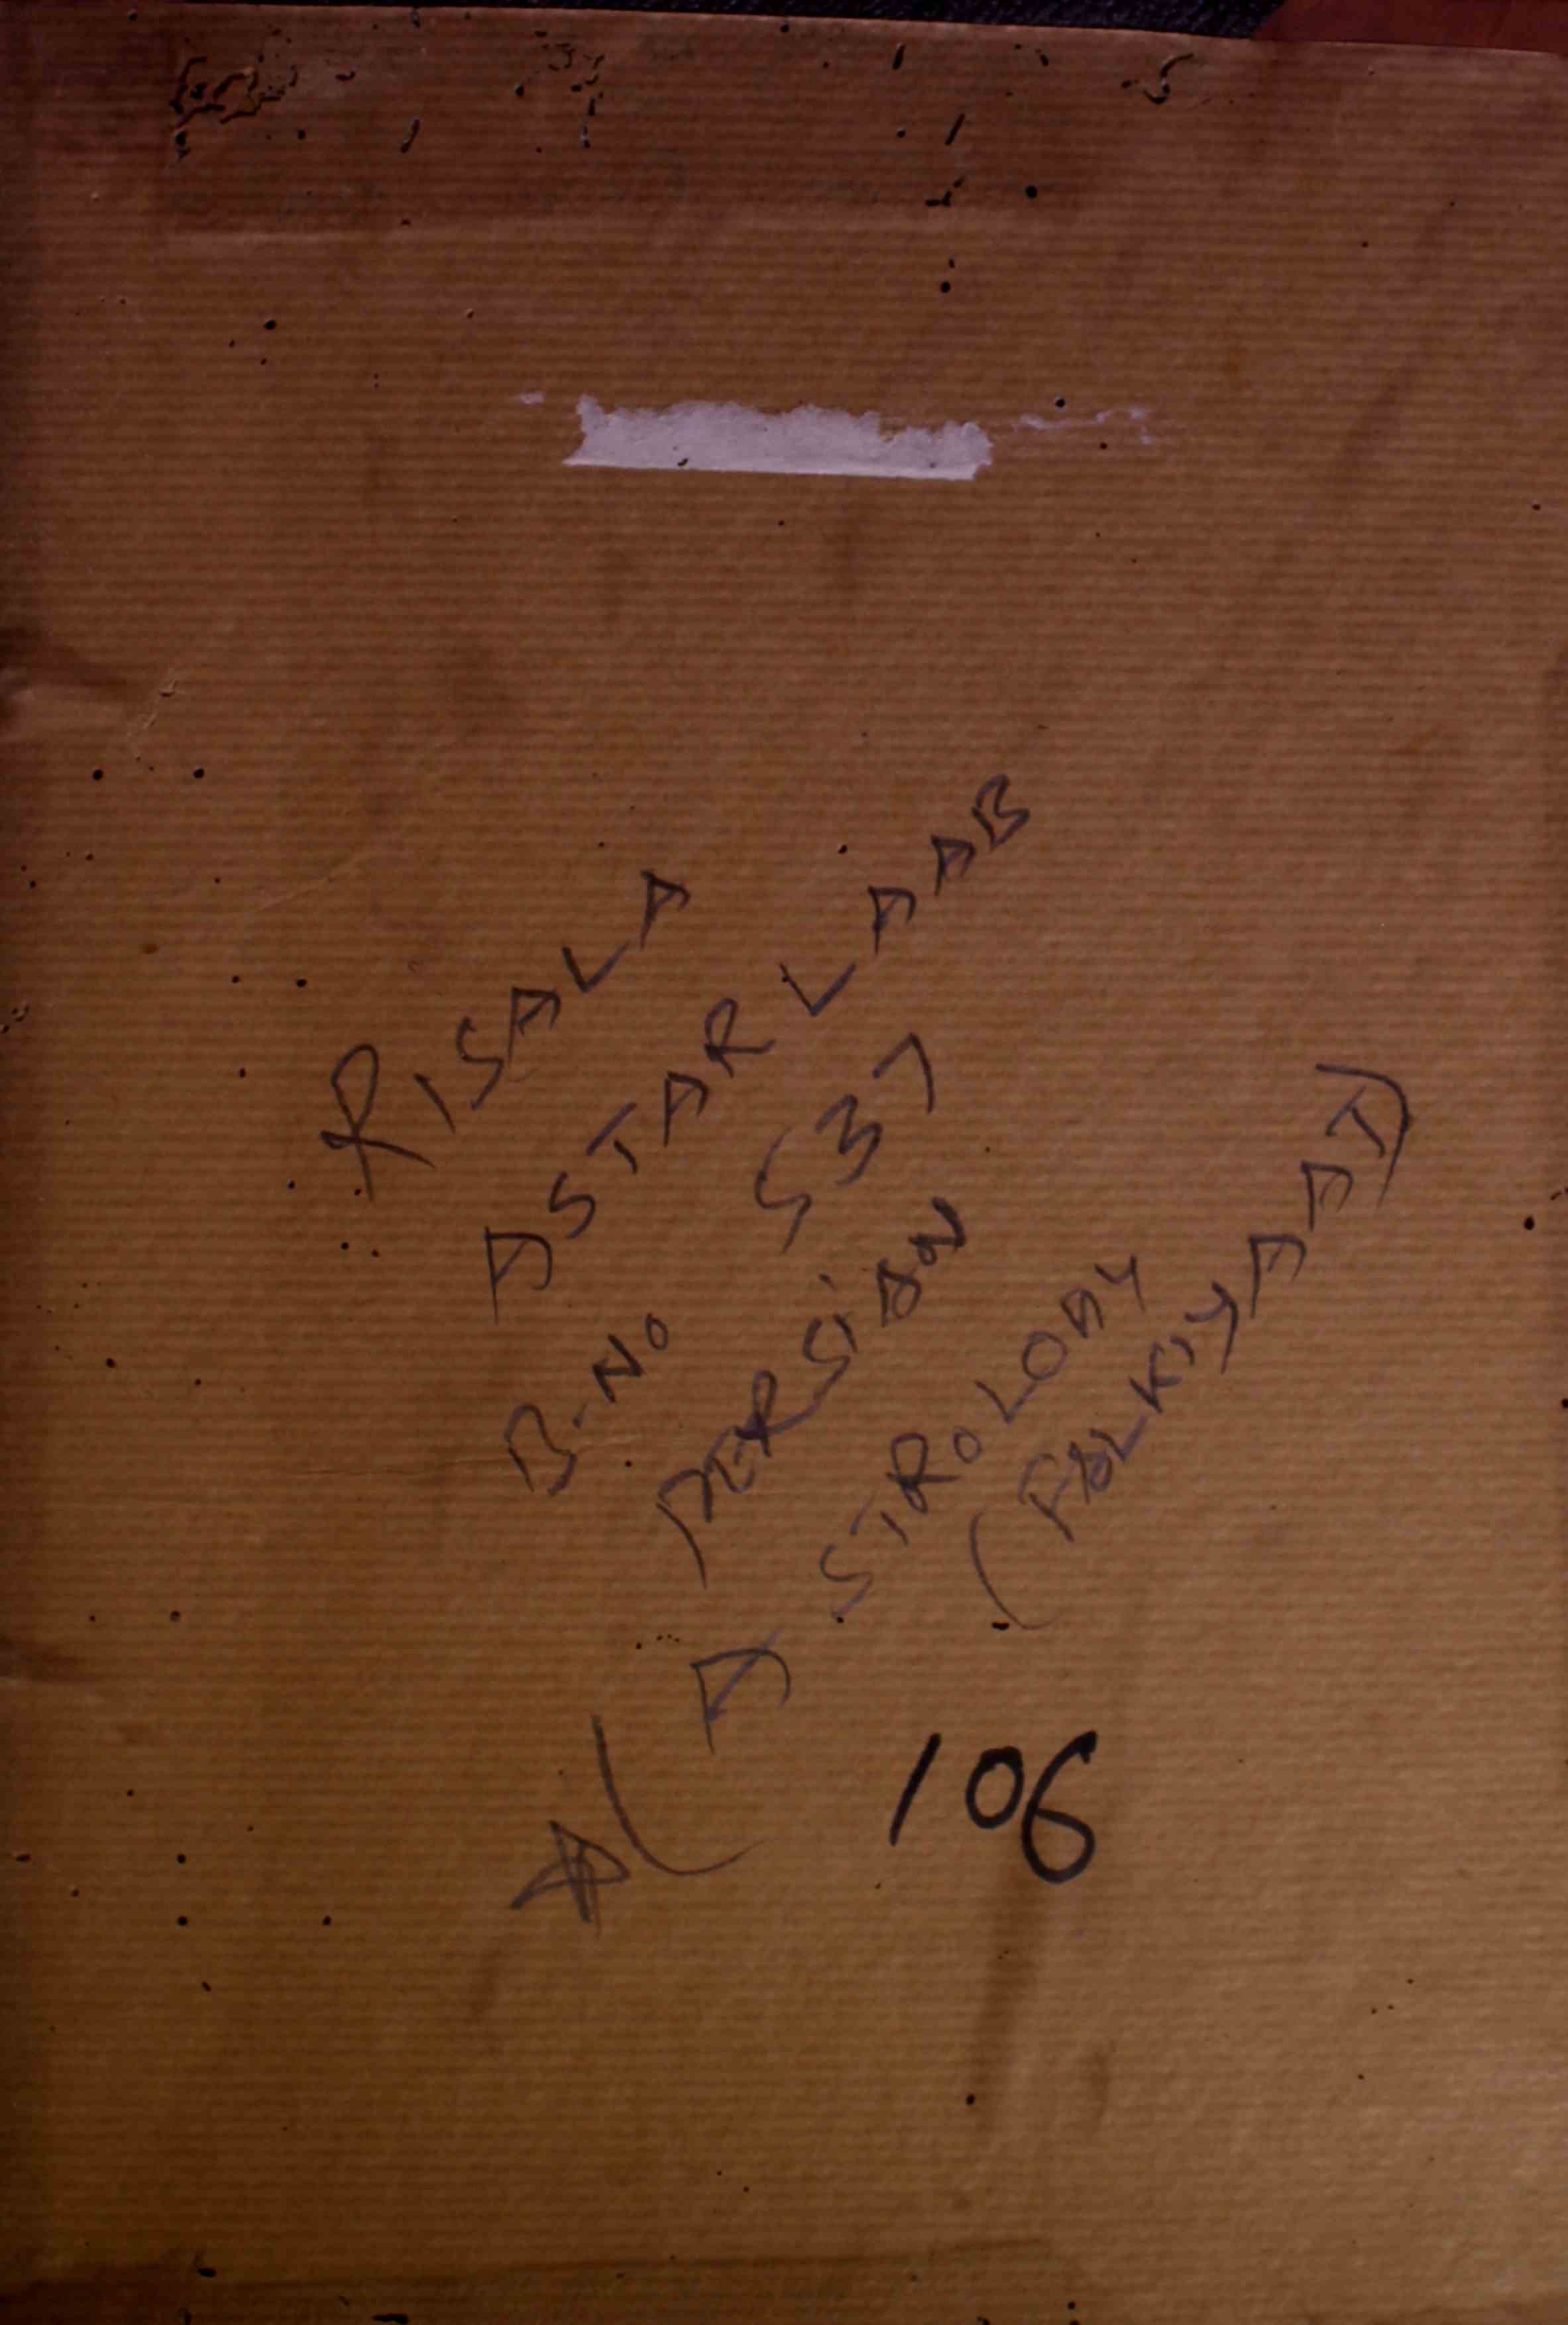 RISALA
ASTARLAAB
B-NO 537
PERSIAN
(ASTROLOGY
(FALKIYAAT)
106